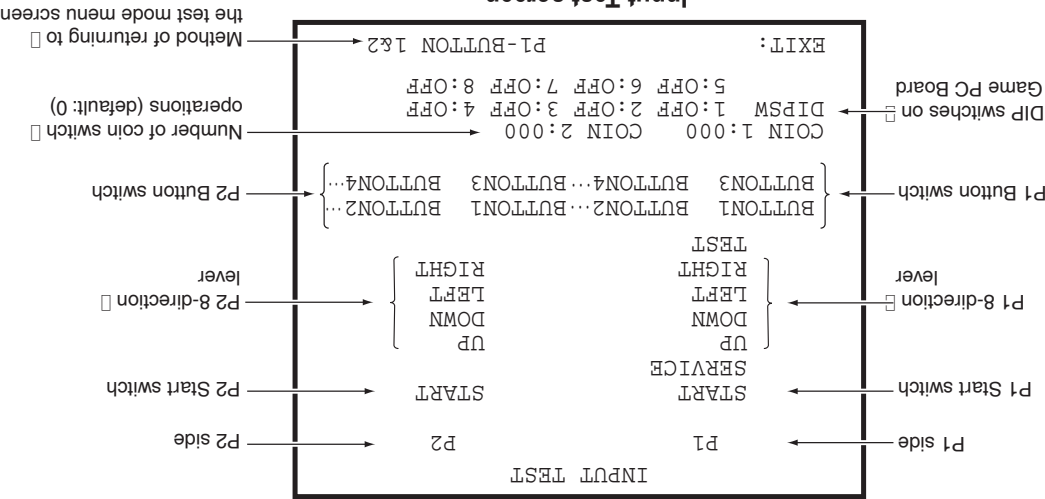 INPUT TEST
P1 side P1 P2 P2 side
P1 Start switch START START P2 Start switch
SERVICE
UP UP
DOWN DOWN
P1 8-direction LEFT LEFT P2 8-direction
lever RIGHT RIGHT lever
TEST
BUTTON1 BUTTON2··· BUTTON1 BUTTON2···
P1 Button switch BUTTON3 BUTTON4··· BUTTON3 BUTTON4··· P2 Button switch
COIN 1:000 COIN 2:000 Number of coin switch
DIP switches on DIPSW 1:OFF 2:OFF 3:OFF 4:OFF operations (default: 0)
Game PC Board 5:OFF 6:OFF 7:OFF 8:OFF
EXIT: P1-BUTTON 1&2 Method of returning to
the test mode menu screen
Input Test screen